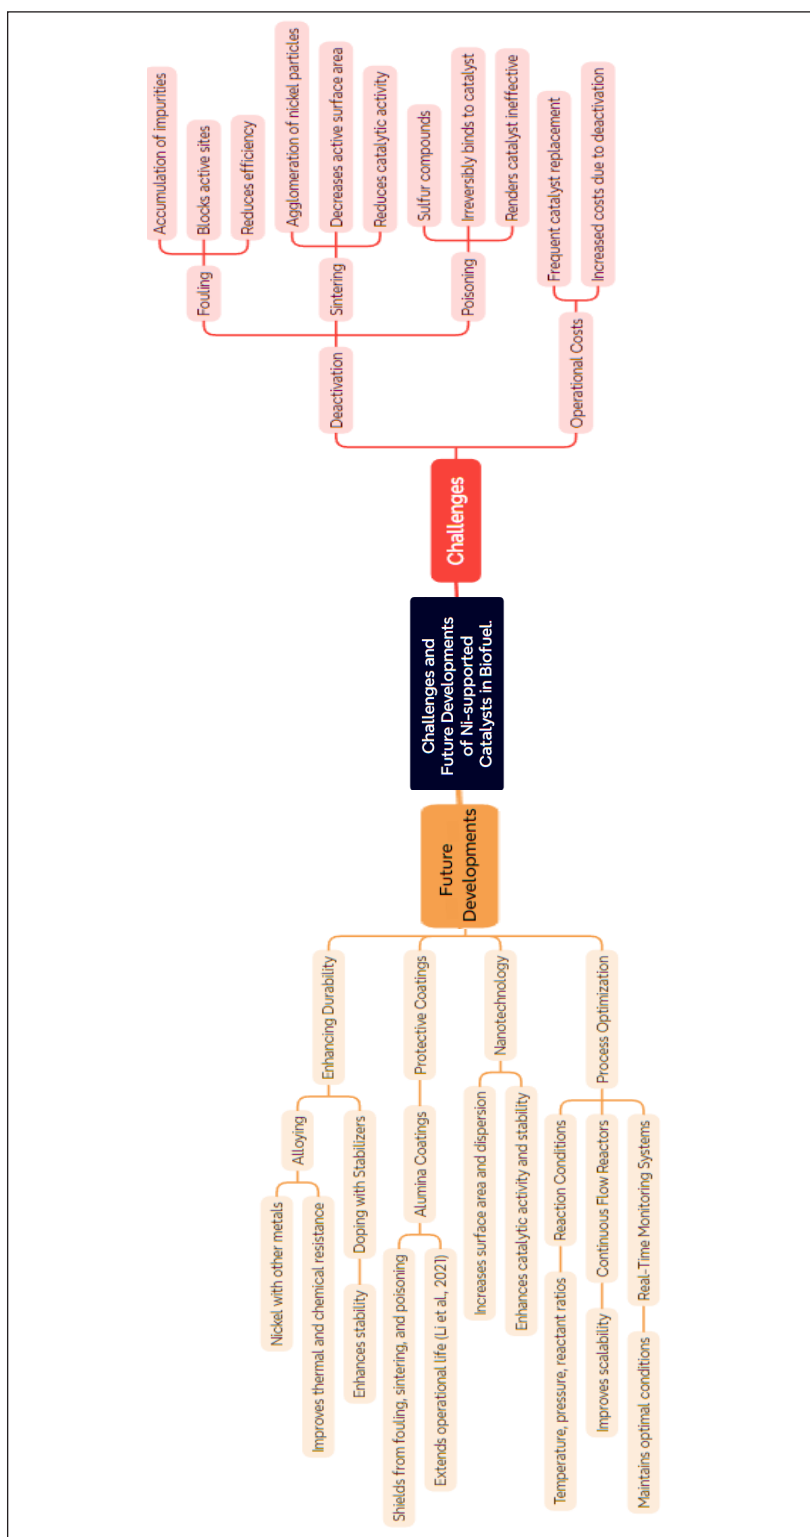 Challenges and
Future Developments
of Ni-supported
Catalysts in Biofuel.
Challenges
Deactivation
Fouling
Accumulation of impurities
Blocks active sites
Reduces efficiency
Sintering
Agglomeration of nickel particles
Decreases active surface area
Reduces catalytic activity
Poisoning
Sulfur compounds
Irreversibly binds to catalyst
Renders catalyst ineffective
Operational Costs
Frequent catalyst replacement
Increased costs due to deactivation
Future
Developments
Enhancing Durability
Alloying
Nickel with other metals
Improves thermal and chemical resistance
Doping with Stabilizers
Enhances stability
Protective Coatings
Alumina Coatings
Shields from fouling, sintering, and poisoning
Extends operational life (Li et al., 2021)
Nanotechnology
Increases surface area and dispersion
Enhances catalytic activity and stability
Process Optimization
Reaction Conditions
Temperature, pressure, reactant ratios
Continuous Flow Reactors
Improves scalability
Real-Time Monitoring Systems
Maintains optimal conditions